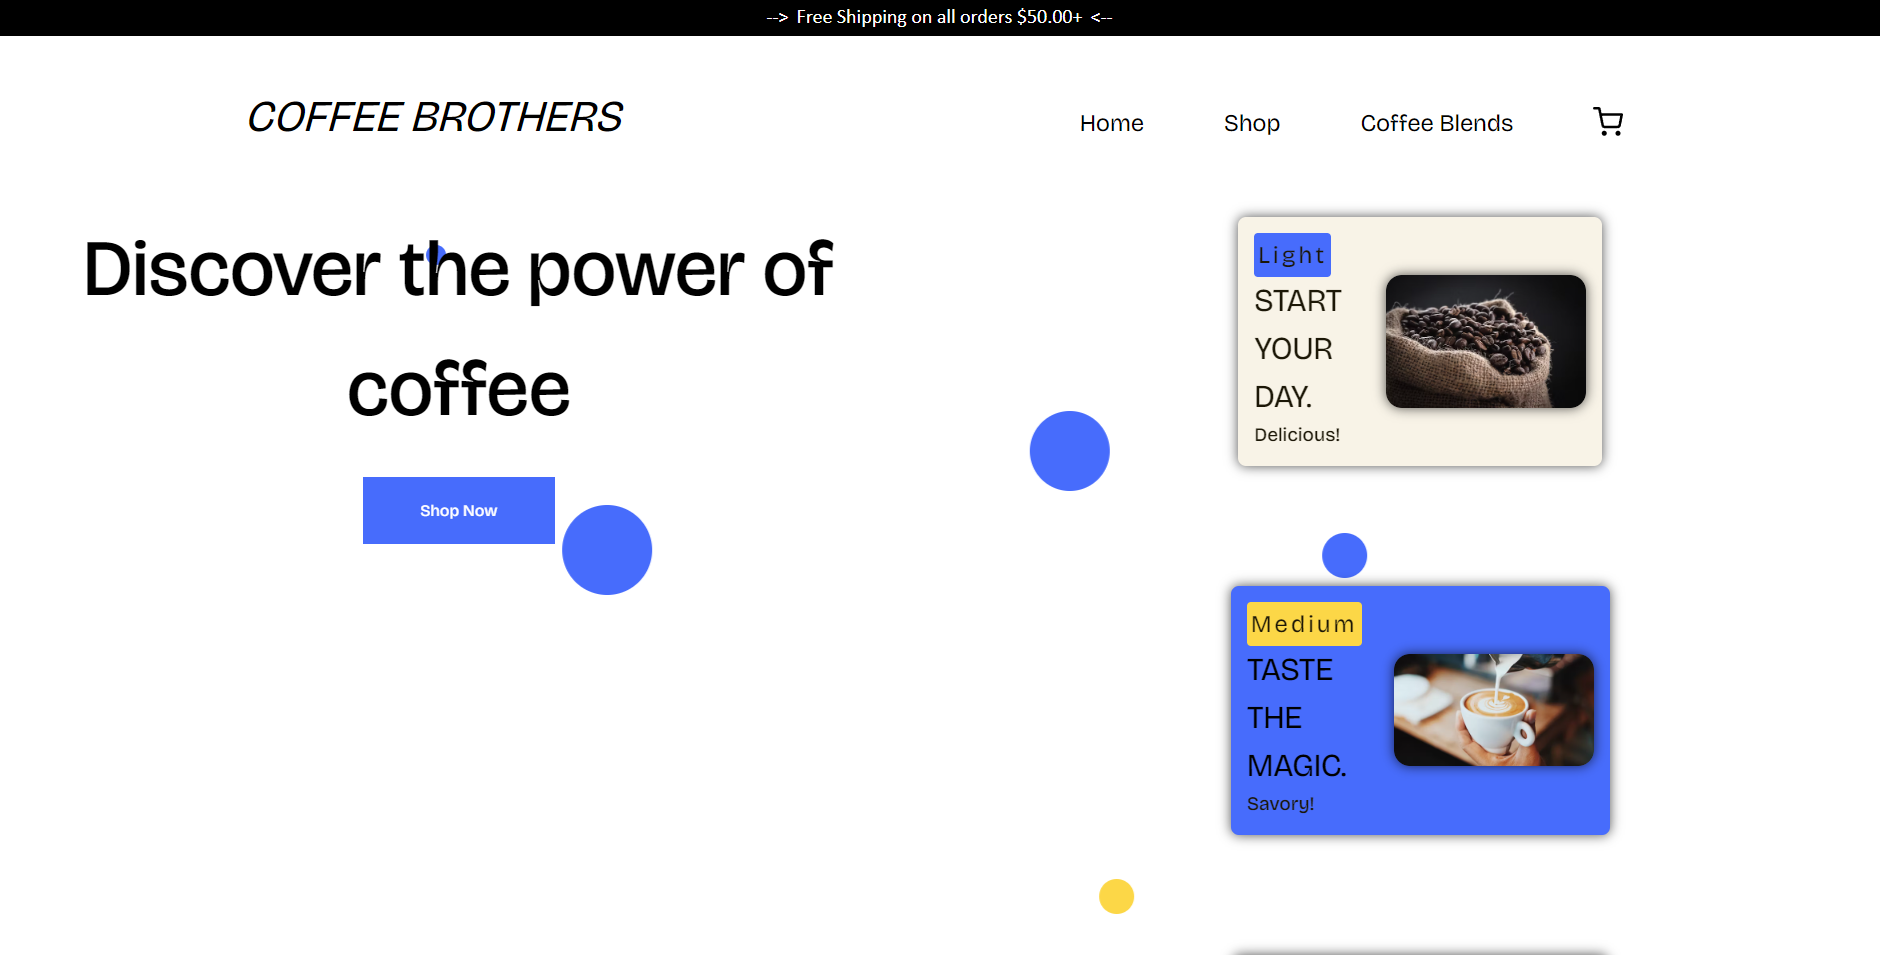 --> Free Shipping on all orders $50.00+ <--
COFFEE BROTHERS
Home
Shop
Coffee Blends
Discover the power of
coffee
Shop Now
Light
START
YOUR
DAY.
Delicious!
Medium
TASTE
THE
MAGIC.
Savory!